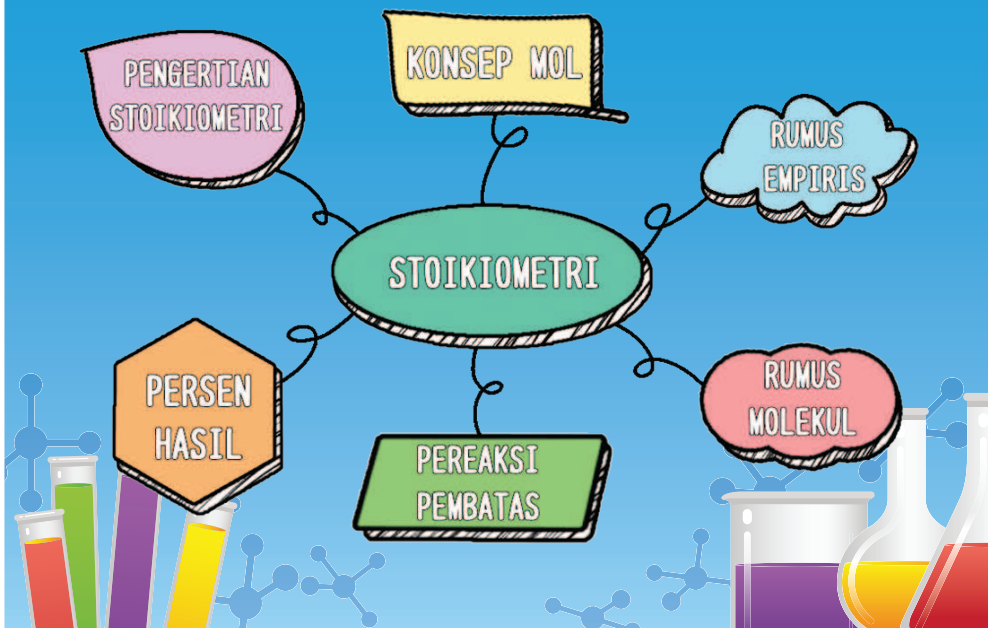 PENGERTIAN
STOIKIOMETRI
KONSEP MOL
RUMUS
EMPIRIS
STOIKIOMETRI
PERSEN
HASIL
PEREAKSI
PEMBATAS
RUMUS
MOLEKUL